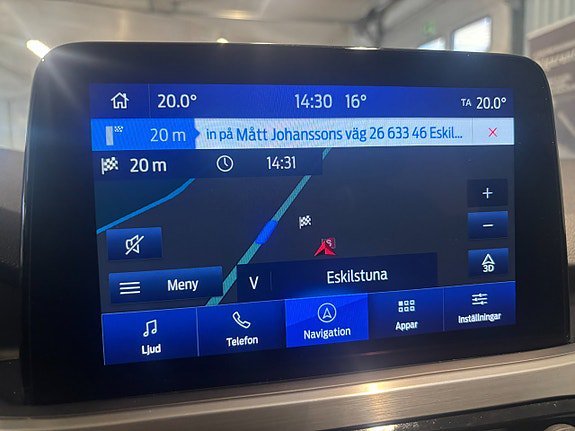 20.0° 14:30 16° TA 20.0°
20 m in på Mått Johanssons väg 26 633 46 Eskil... ×
20 m 14:31
+
−
3D
Meny V Eskilstuna
Ljud Telefon Navigation Appar Inställningar